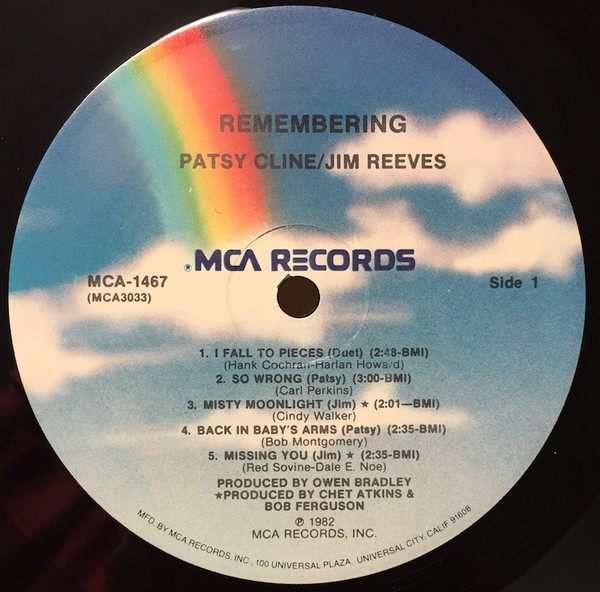 REMEMBERING
PATSY CLINE/JIM REEVES
MCA RECORDS
MCA-1467
(MCA3033)
Side 1
1. I FALL TO PIECES (Duet) (2:48-BMI)
(Hank Cochran-Harlan Howard)
2. SO WRONG (Patsy) (3:00-BMI)
(Carl Perkins)
3. MISTY MOONLIGHT (Jim) ★ (2:01—BMI)
(Cindy Walker)
4. BACK IN BABY'S ARMS (Patsy) (2:35-BMI)
(Bob Montgomery)
5. MISSING YOU (Jim) ★ (2:35-BMI)
(Red Sovine-Dale E. Noe)
PRODUCED BY OWEN BRADLEY
★PRODUCED BY CHET ATKINS &
BOB FERGUSON
℗ 1982
MCA RECORDS, INC.
MFD. BY MCA RECORDS, INC., 100 UNIVERSAL PLAZA, UNIVERSAL CITY, CALIF. 91608